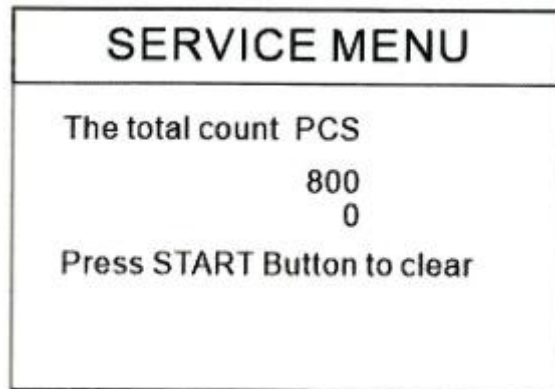 SERVICE MENU
The total count PCS
800
0
Press START Button to clear